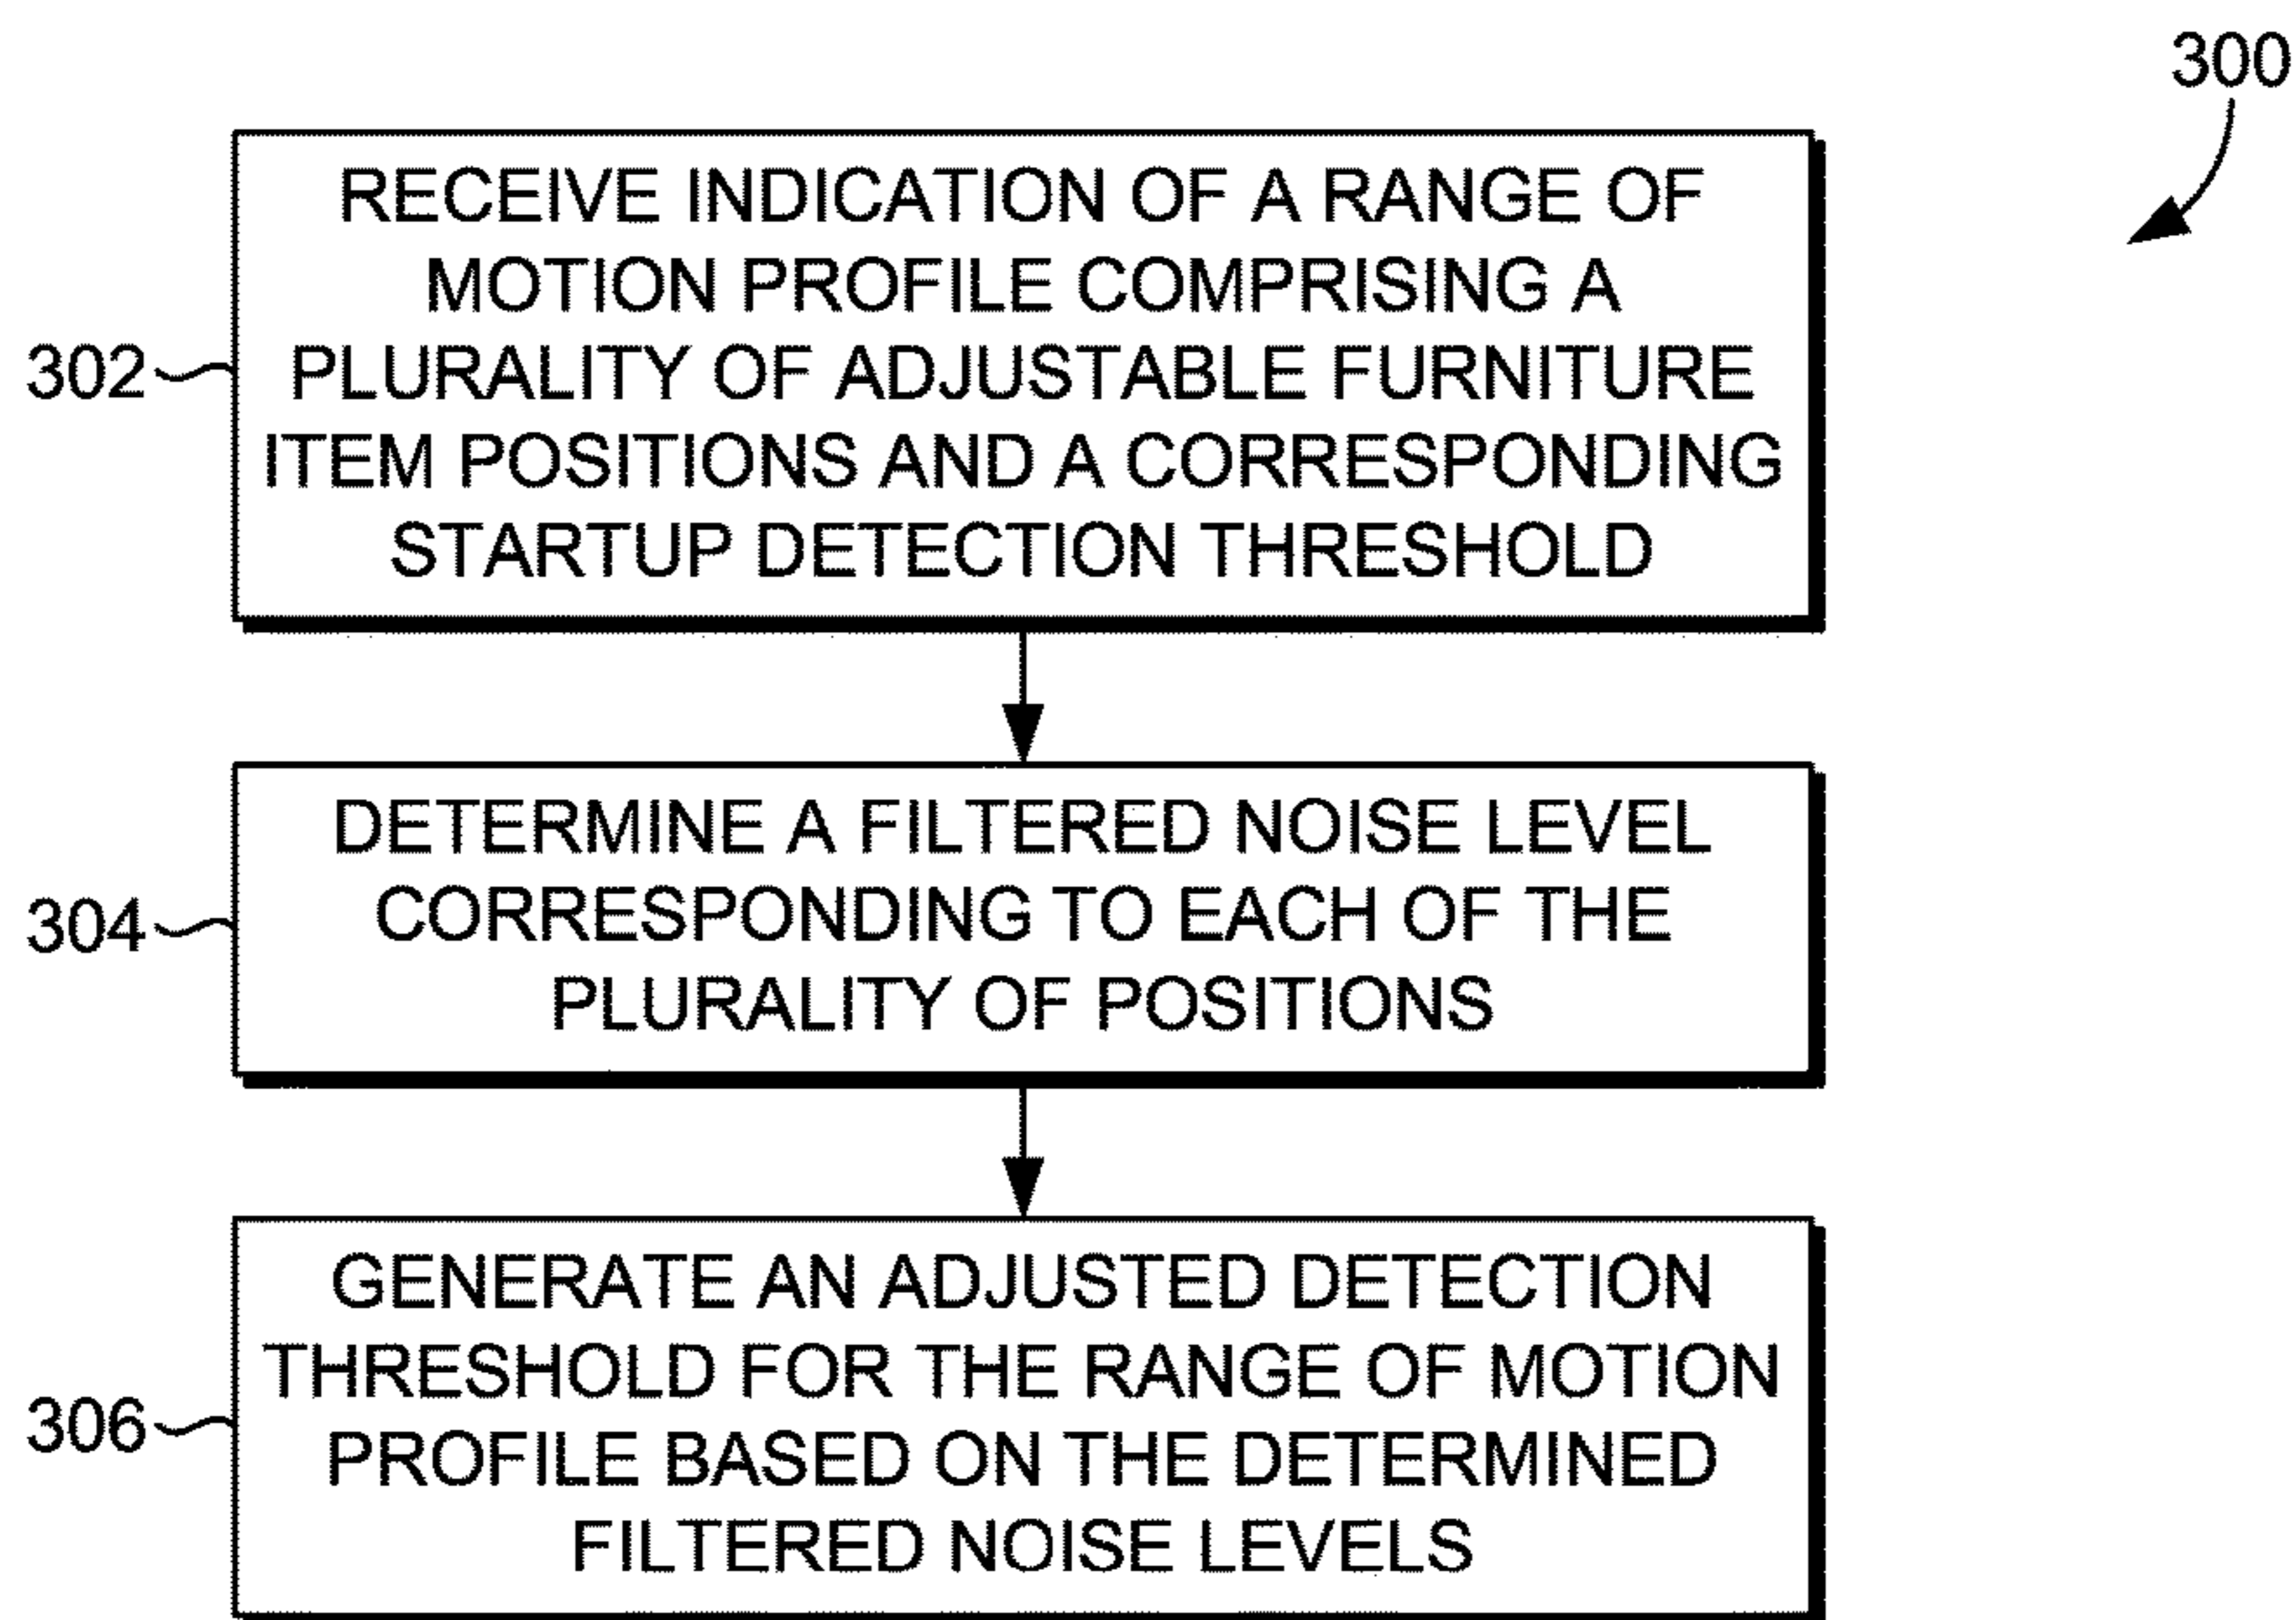 300
RECEIVE INDICATION OF A RANGE OF
MOTION PROFILE COMPRISING A
PLURALITY OF ADJUSTABLE FURNITURE
ITEM POSITIONS AND A CORRESPONDING
STARTUP DETECTION THRESHOLD
302
DETERMINE A FILTERED NOISE LEVEL
CORRESPONDING TO EACH OF THE
PLURALITY OF POSITIONS
304
GENERATE AN ADJUSTED DETECTION
THRESHOLD FOR THE RANGE OF MOTION
PROFILE BASED ON THE DETERMINED
FILTERED NOISE LEVELS
306